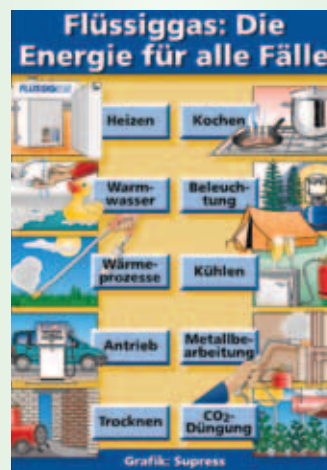 Flüssiggas: Die
Energie für alle Fälle
FLÜSSIGGAS
Heizen
Kochen
Warm-
wasser
Beleuch-
tung
Wärme-
prozesse
Kühlen
Antrieb
Metallbe-
arbeitung
Trocknen
CO₂-
Düngung
Grafik: Supress